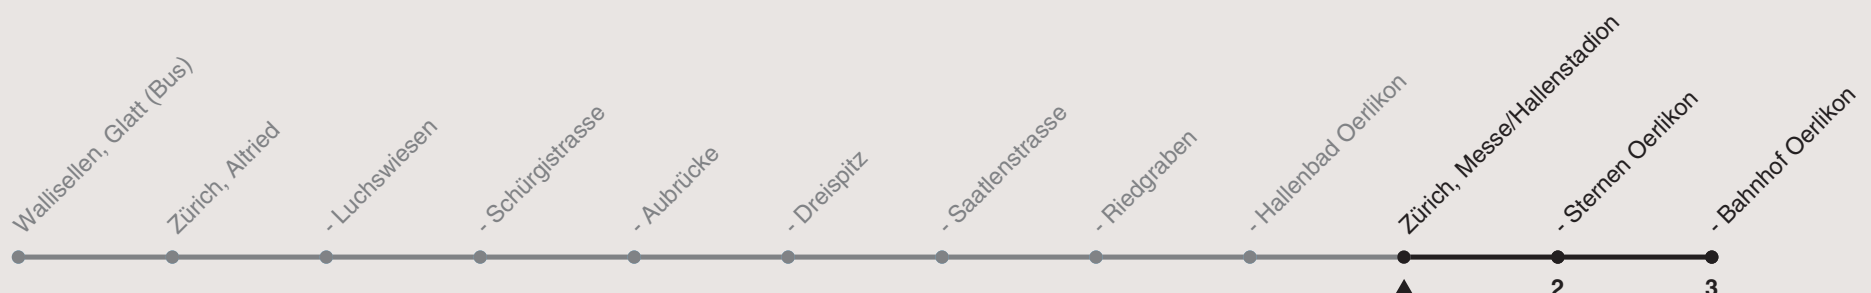 Wallisellen, Glatt (Bus)
Zürich, Altried
- Luchswiesen
- Schürgistrasse
- Aubrücke
- Dreispitz
- Saatlenstrasse
- Riedgraben
- Hallenbad Oerlikon
Zürich, Messe/Hallenstadion
- Sternen Oerlikon
- Bahnhof Oerlikon
2
3